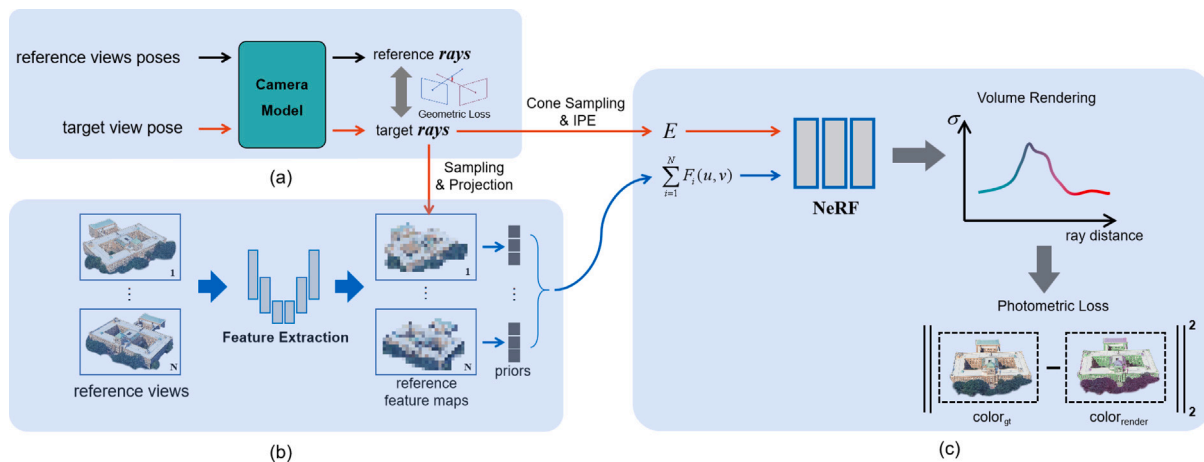 reference views poses
target view pose
Camera
Model
reference rays
Geometric Loss
target rays
(a)
Cone Sampling
& IPE
Sampling
& Projection
1
⋮
N
reference views
Feature Extraction
1
⋮
N
reference
feature maps
⋮
priors
(b)
E
\sum_{i=1}^{N} F_i(u,v)
NeRF
Volume Rendering
σ
ray distance
Photometric Loss
|| color_gt − color_render ||_2^2
(c)